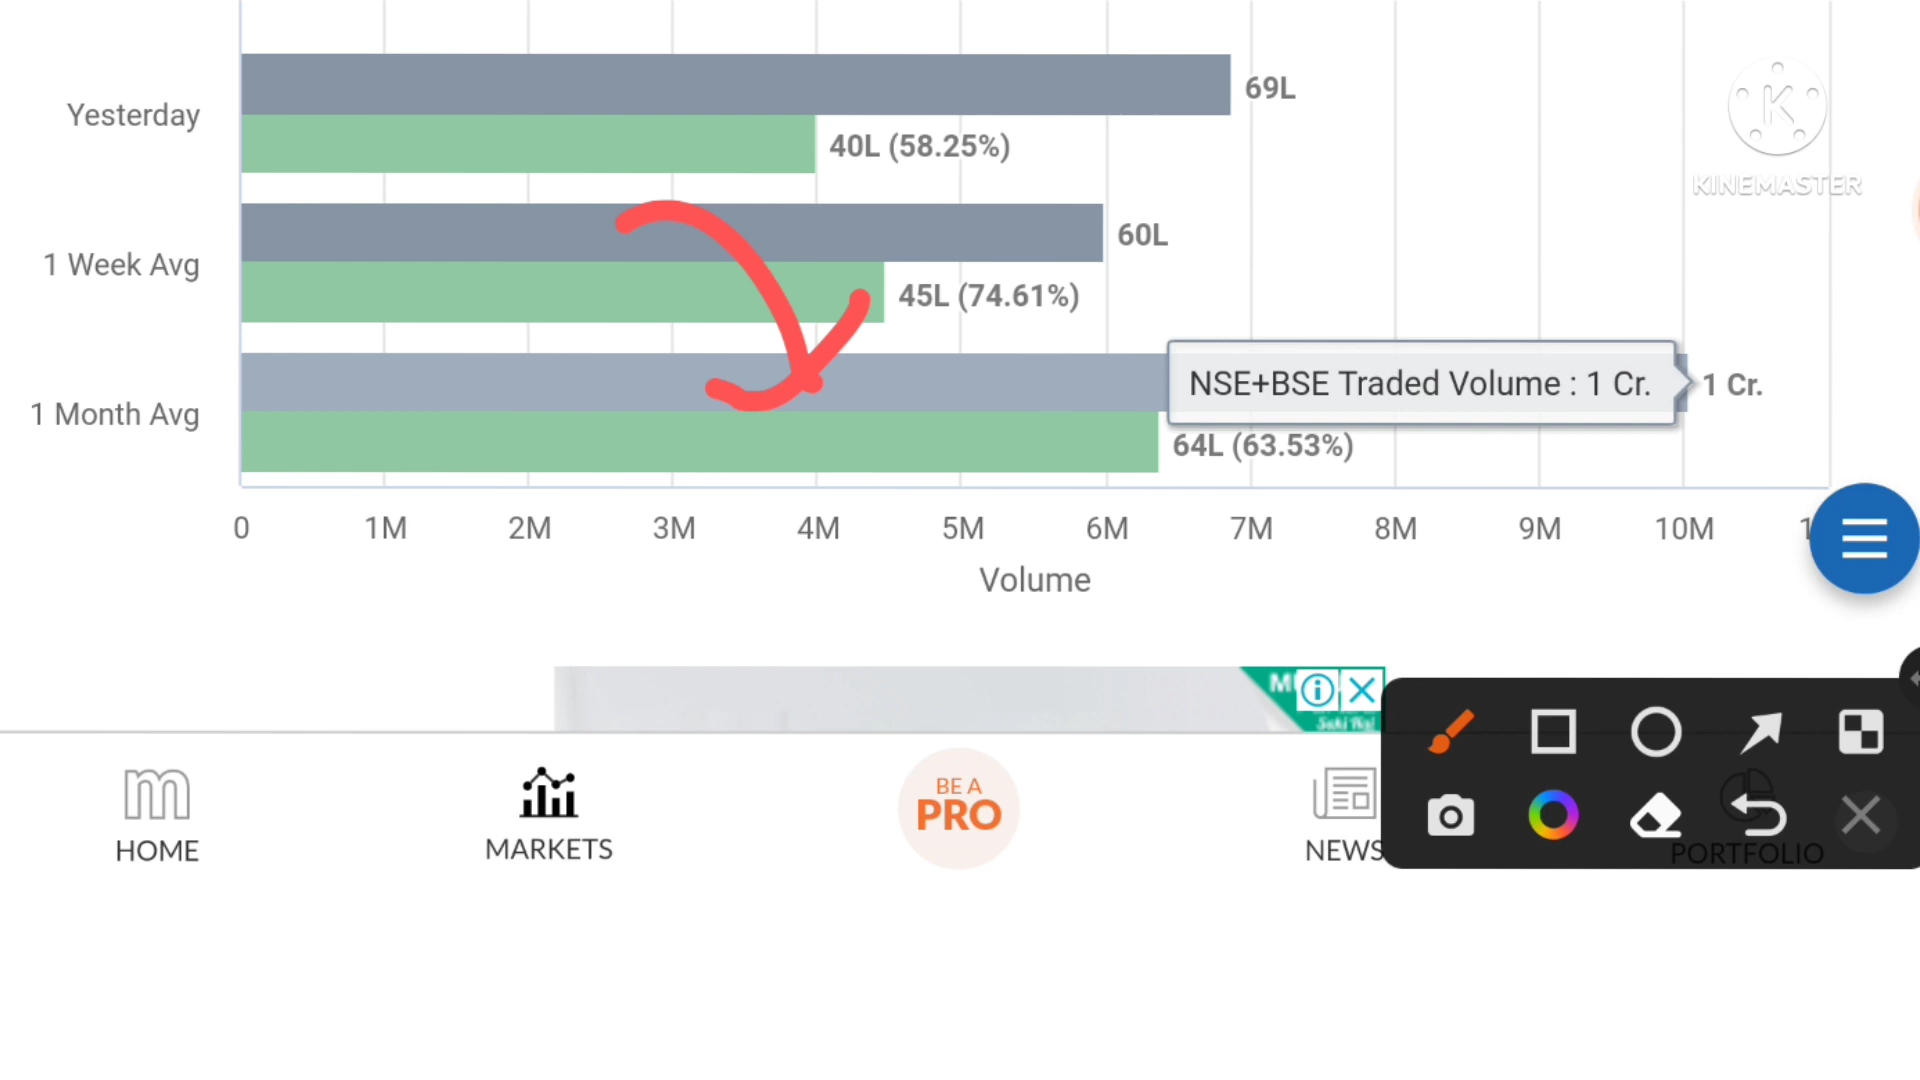 Yesterday
69L
40L (58.25%)
KINEMASTER
1 Week Avg
60L
45L (74.61%)
1 Month Avg
NSE+BSE Traded Volume : 1 Cr.
1 Cr.
64L (63.53%)
0 1M 2M 3M 4M 5M 6M 7M 8M 9M 10M
Volume
HOME
MARKETS
BE A
PRO
NEWS
PORTFOLIO